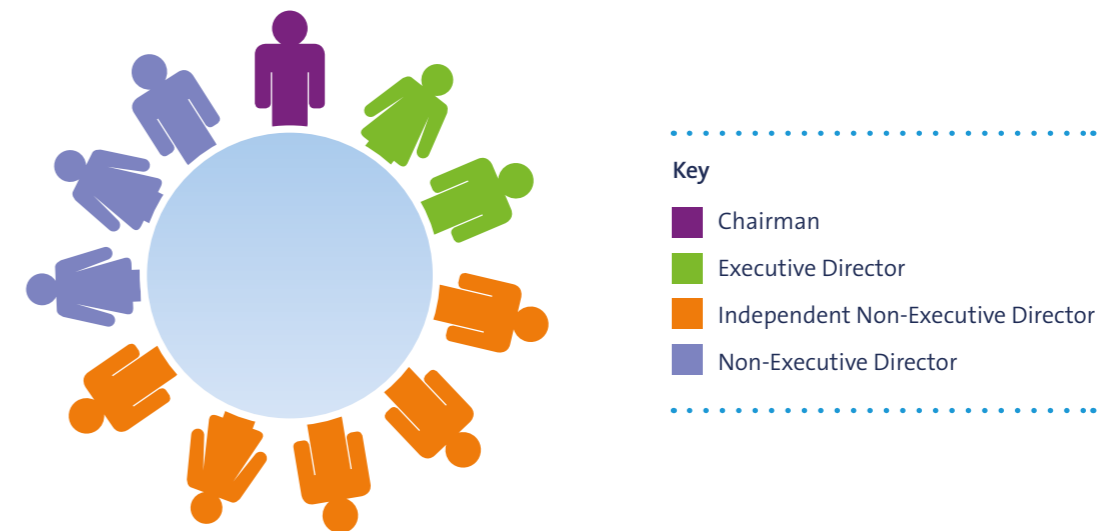 Key
Chairman
Executive Director
Independent Non-Executive Director
Non-Executive Director